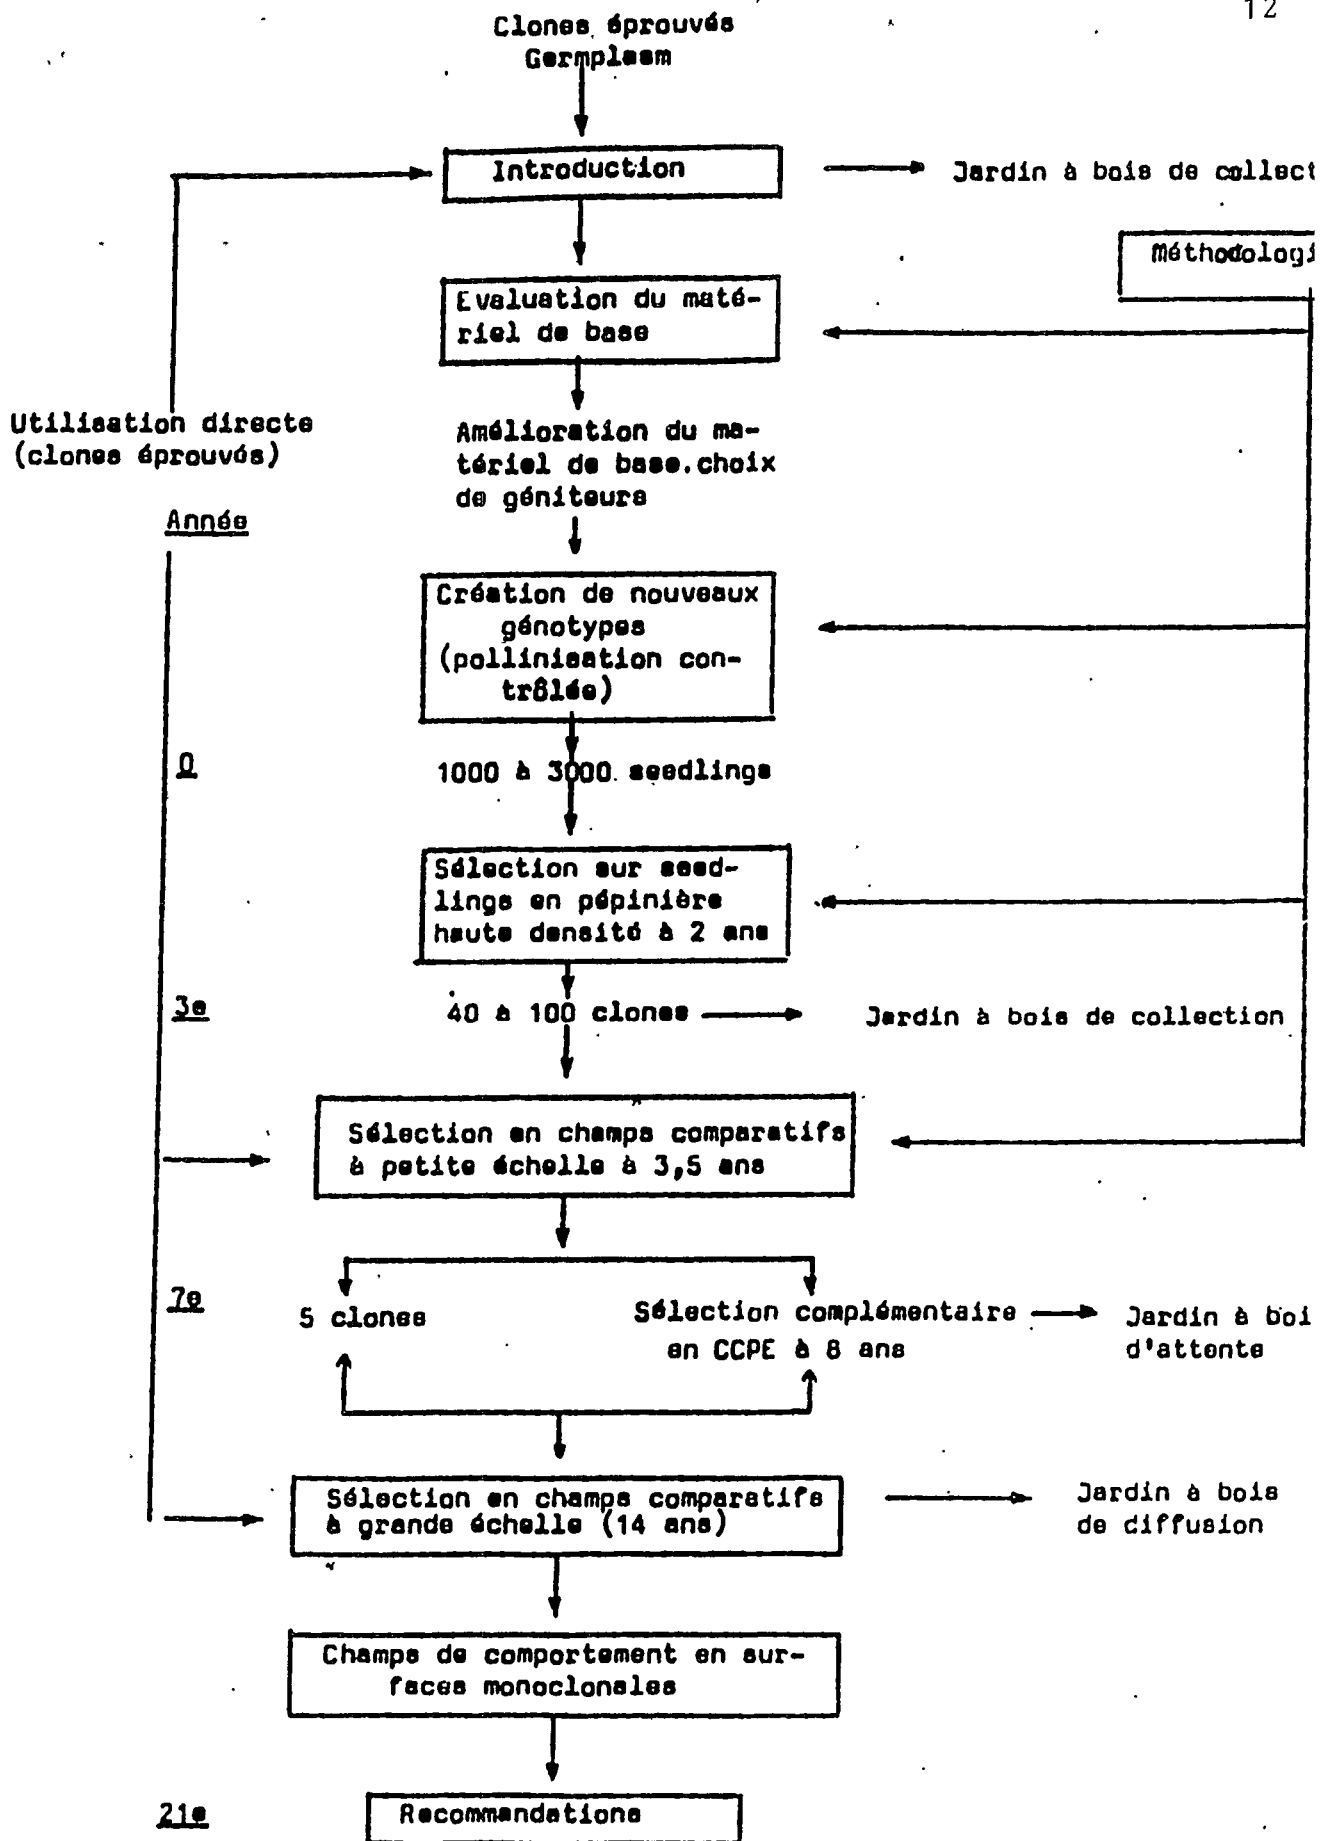 12
Clones éprouvés
Germplasm
Introduction
Jardin à bois de collect
Méthodologi
Evaluation du maté-
riel de base
Utilisation directe
(clones éprouvés)
Amélioration du ma-
tériel de base.choix
de géniteurs
Année
Création de nouveaux
génotypes
(pollinisation con-
trôlée)
0
1000 à 3000 seedlings
Sélection sur seed-
lings en pépinière
haute densité à 2 ans
3e
40 à 100 clones
Jardin à bois de collection
Sélection en champs comparatifs
à petite échelle à 3,5 ans
7e
5 clones
Sélection complémentaire
en CCPE à 8 ans
Jardin à boi
d'attente
Sélection en champs comparatifs
à grande échelle (14 ans)
Jardin à bois
de diffusion
Champs de comportement en sur-
faces monoclonales
21e
Recommandations